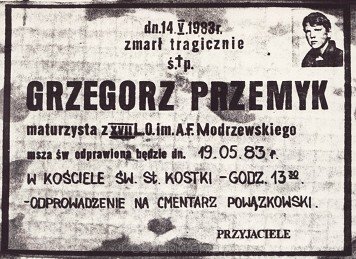 dn. 14.V.1983r.
zmarł tragicznie
ś†p.
GRZEGORZ PRZEMYK
maturzysta z XVIII L.O. im. A.F. Modrzewskiego
msza św odprawiona będzie dn. 19.05.83 r.
W KOŚCIELE ŚW. St. KOSTKI - GODZ. 13³⁰
-ODPROWADZENIE NA CMENTARZ POWĄZKOWSKI.
PRZYJACIELE